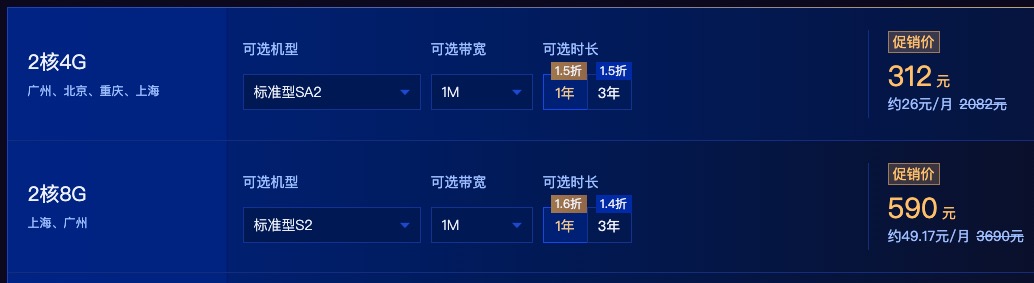 2核4G
广州、北京、重庆、上海
可选机型
标准型SA2
可选带宽
1M
可选时长
1.5折 1.5折
1年 3年
促销价
312 元
约26元/月 2082元
2核8G
上海、广州
可选机型
标准型S2
可选带宽
1M
可选时长
1.6折 1.4折
1年 3年
促销价
590 元
约49.17元/月 3690元